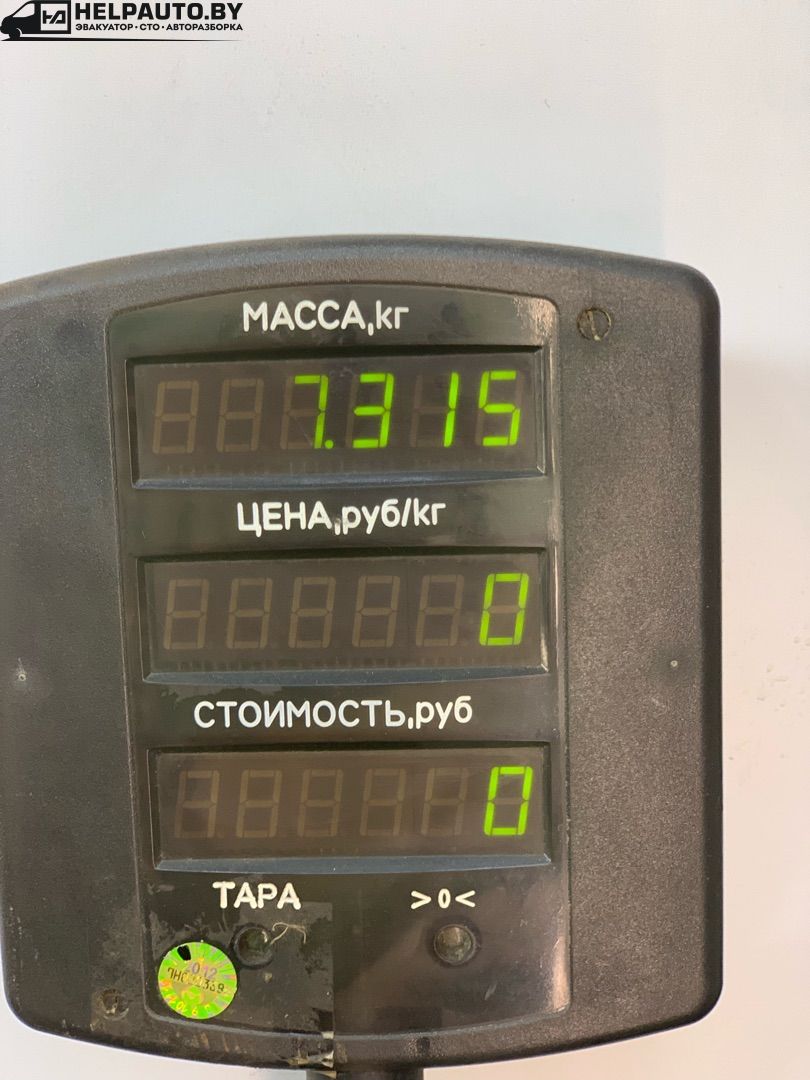 HELPAUTO.BY
ЭВАКУАТОР•СТО•АВТОРАЗБОРКА
МАССА,кг
7.315
ЦЕНА,руб/кг
0
СТОИМОСТЬ,руб
0
ТАРА >0<